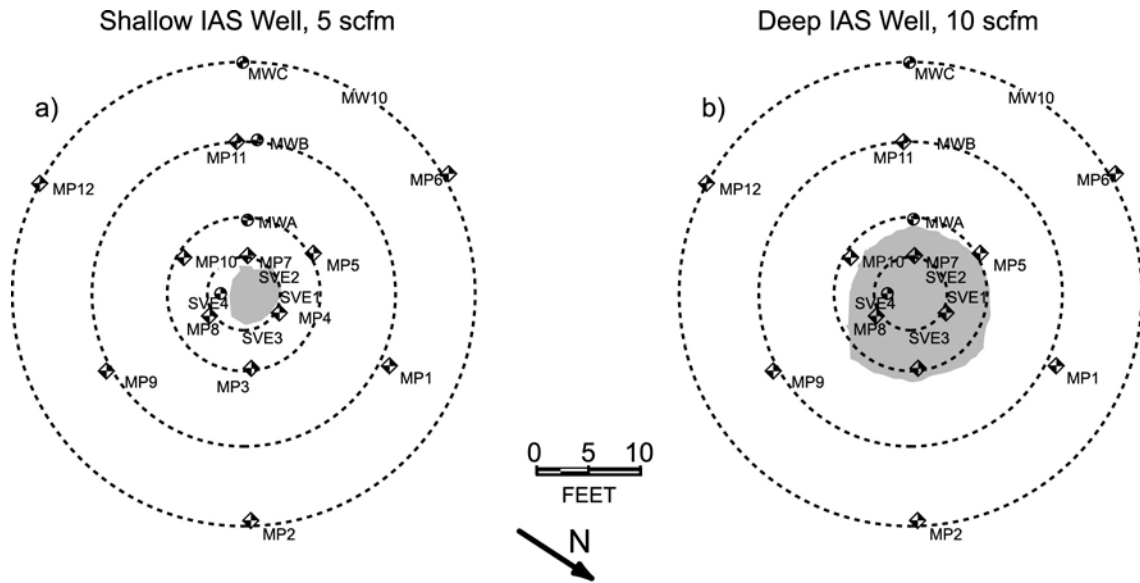 Shallow IAS Well, 5 scfm
Deep IAS Well, 10 scfm
a)
MWC
MW10
MP11
MWB
MP12
MP6
MWA
MP10
MP7
MP5
SVE2
SVE4
SVE1
MP8
MP4
SVE3
MP9
MP3
MP1
MP2
b)
MWC
MW10
MP11
MWB
MP12
MP6
MWA
MP10
MP7
MP5
SVE2
SVE4
SVE1
MP8
SVE3
MP9
MP1
MP2
0 5 10
FEET
N